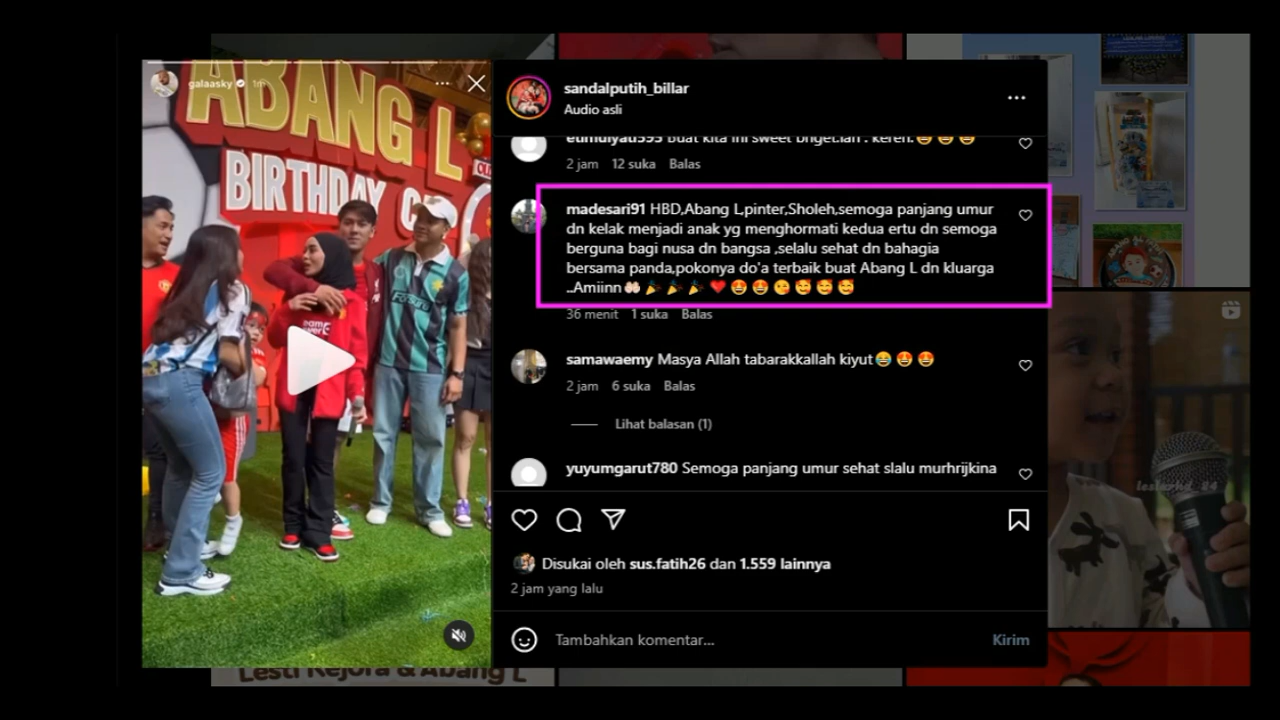 galaasky 1m
ABANG L
BIRTHDAY C
sandalputih_billar
Audio asli
buat kita ini sweet
2 jam 12 suka Balas
madesari91 HBD,Abang L,pinter,Sholeh,semoga panjang umur
dn kelak menjadi anak yg menghormati kedua ertu dn semoga
berguna bagi nusa dn bangsa ,selalu sehat dn bahagia
bersama panda,pokonya do'a terbaik buat Abang L dn kluarga
..Amiinn🤲🏻🎉🎉🎉❤️😍🤩😘🥰🥰🥰
36 menit 1 suka Balas
samawaemy Masya Allah tabarakkallah kiyut😂😍😍
2 jam 6 suka Balas
Lihat balasan (1)
yuyumgarut780 Semoga panjang umur sehat slalu murhrijkina
Disukai oleh sus.fatih26 dan 1.559 lainnya
2 jam yang lalu
Tambahkan komentar...
Kirim
leslarhd_24
Lesti Kejora & Abang L